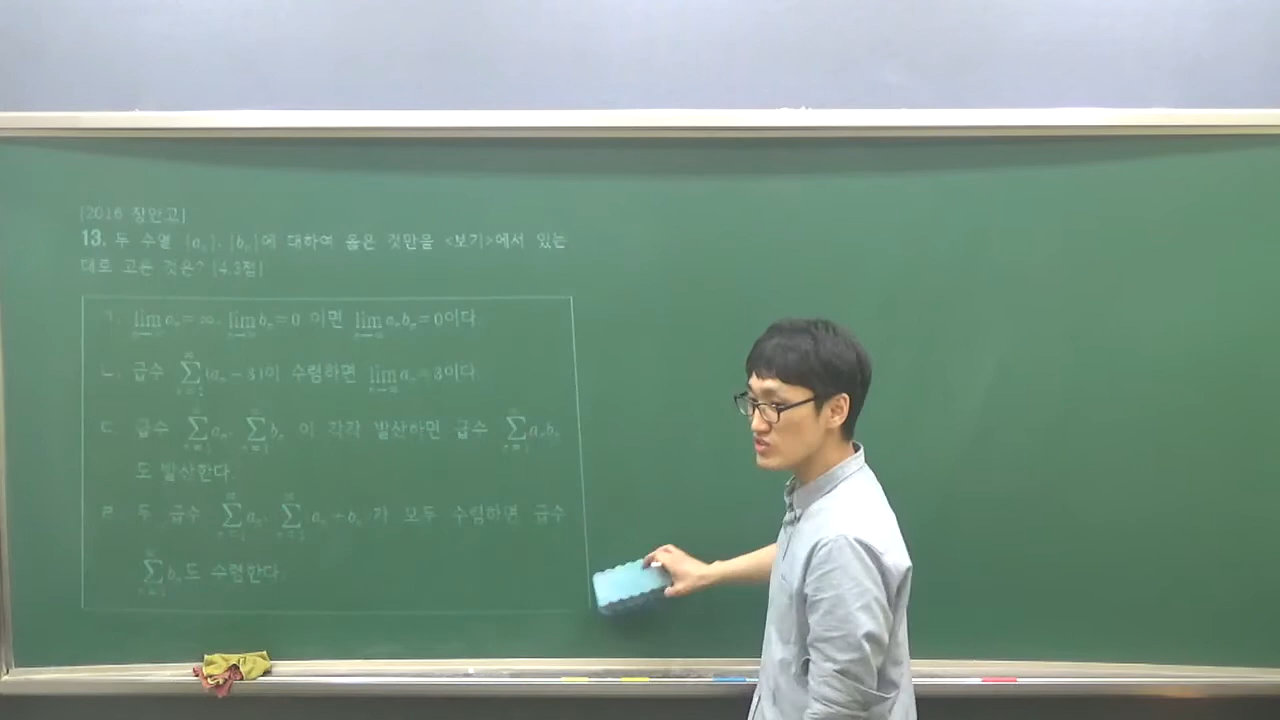 [2016 장안고]
13. 두 수열 {aₙ}, {bₙ}에 대하여 옳은 것만을 <보기>에서 있는
대로 고른 것은? [4.3점]
ㄱ. lim aₙ = ∞, lim bₙ = 0 이면 lim aₙbₙ = 0이다.
ㄴ. 급수 ∑(aₙ - 3)이 수렴하면 lim aₙ = 3이다.
ㄷ. 급수 ∑aₙ, ∑bₙ 이 각각 발산하면 급수 ∑aₙbₙ
도 발산한다.
ㄹ. 두 급수 ∑aₙ, ∑ aₙ bₙ 가 모두 수렴하면 급수
∑bₙ도 수렴한다.